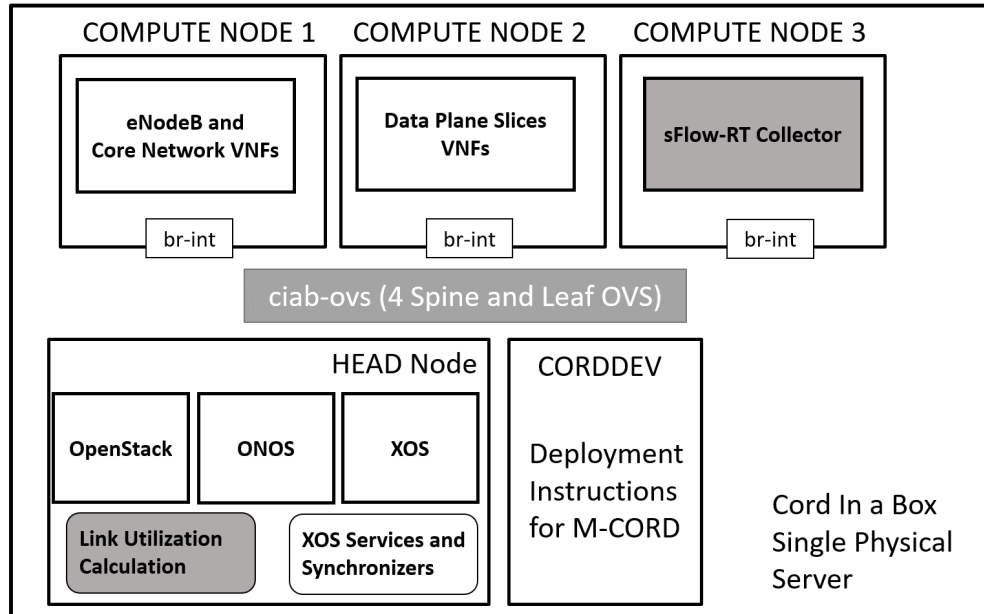 COMPUTE NODE 1
COMPUTE NODE 2
COMPUTE NODE 3
eNodeB and
Core Network VNFs
Data Plane Slices
VNFs
sFlow-RT Collector
br-int
br-int
br-int
ciab-ovs (4 Spine and Leaf OVS)
HEAD Node
OpenStack
ONOS
XOS
Link Utilization
Calculation
XOS Services and
Synchronizers
CORDDEV
Deployment
Instructions
for M-CORD
Cord In a Box
Single Physical
Server